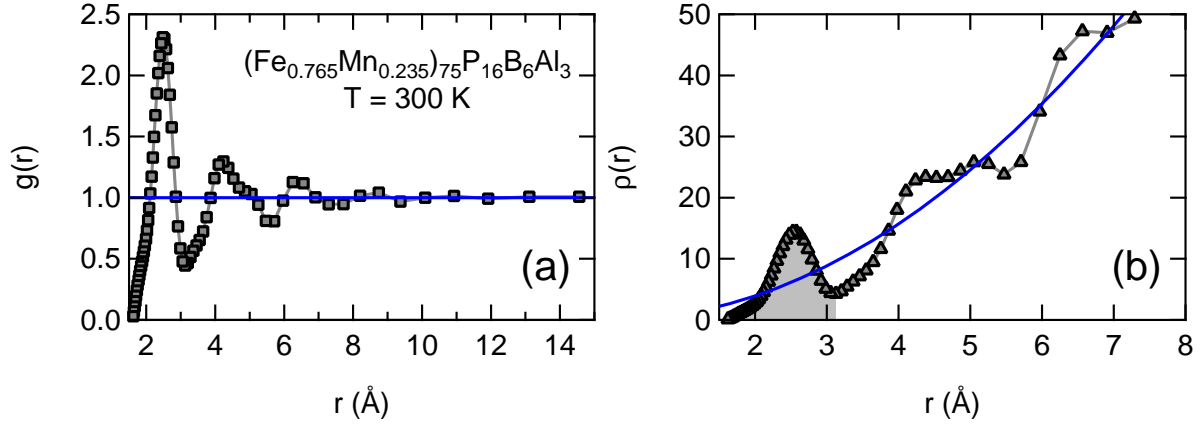 (Fe0.765Mn0.235)75P16B6Al3
T = 300 K
g(r)
2.5
2.0
1.5
1.0
0.5
0.0
(a)
2 4 6 8 10 12 14
r (Å)
ρ(r)
50
40
30
20
10
0
(b)
2 3 4 5 6 7 8
r (Å)